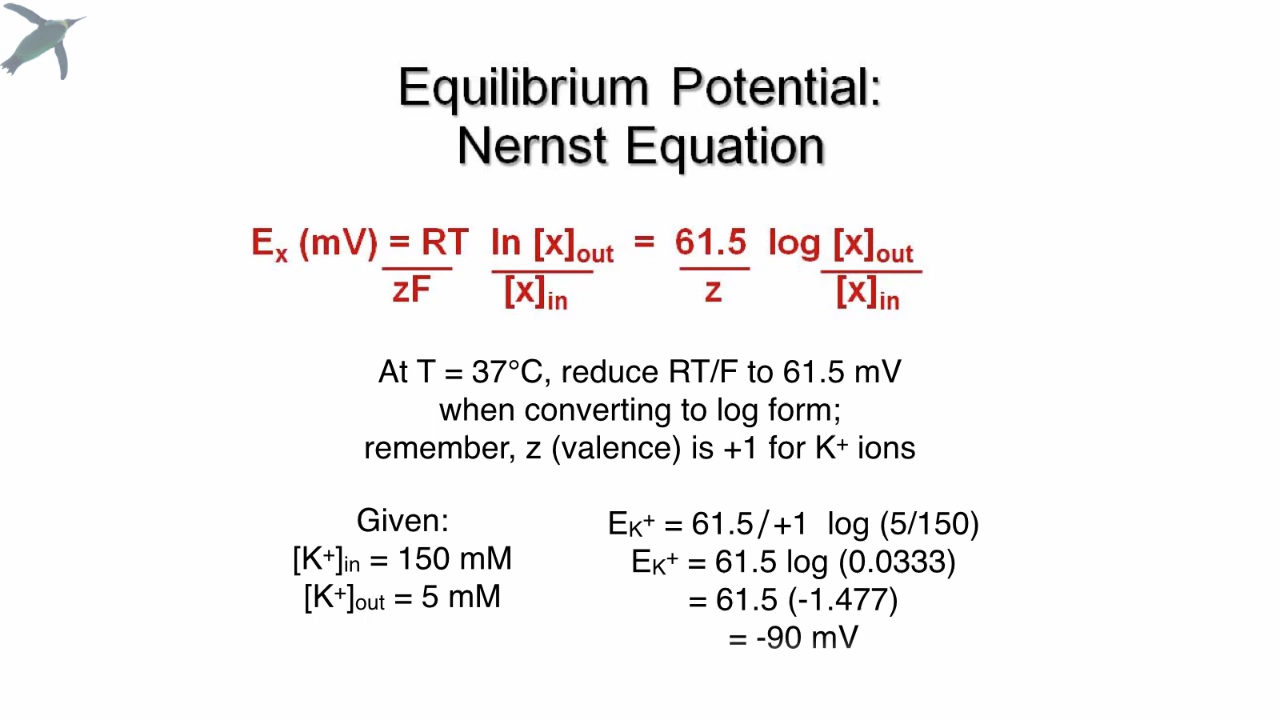 Equilibrium Potential:
Nernst Equation
Eₓ (mV) = RT ln [x]out = 61.5 log [x]out
zF [x]in z [x]in
At T = 37°C, reduce RT/F to 61.5 mV
when converting to log form;
remember, z (valence) is +1 for K⁺ ions
Given:
[K⁺]in = 150 mM
[K⁺]out = 5 mM
EK⁺ = 61.5/+1 log (5/150)
EK⁺ = 61.5 log (0.0333)
= 61.5 (-1.477)
= -90 mV